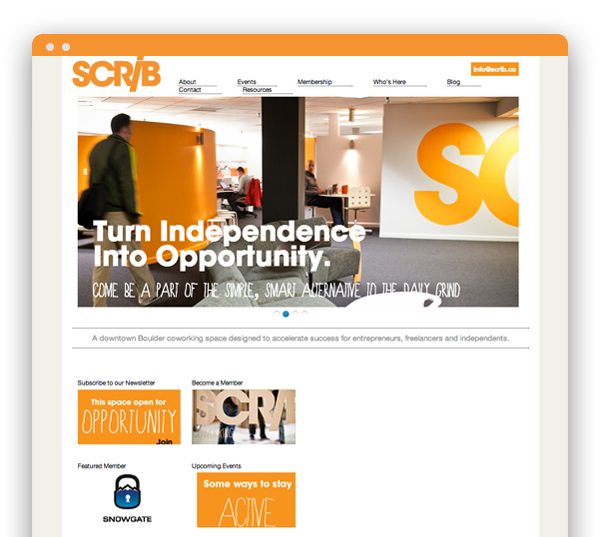 SCRIB
info@scrib.co
About Events Membership Who's Here Blog
Contact Resources
SC
Turn Independence
Into Opportunity.
COME BE A PART OF THE SIMPLE, SMART ALTERNATIVE TO THE DAILY GRIND
A downtown Boulder coworking space designed to accelerate success for entrepreneurs, freelancers and independents.
Subscribe to our Newsletter Become a Member
This space open for
OPPORTUNITY
Join
SCRIB
Featured Member Upcoming Events
SNOWGATE
Some ways to stay
ACTIVE